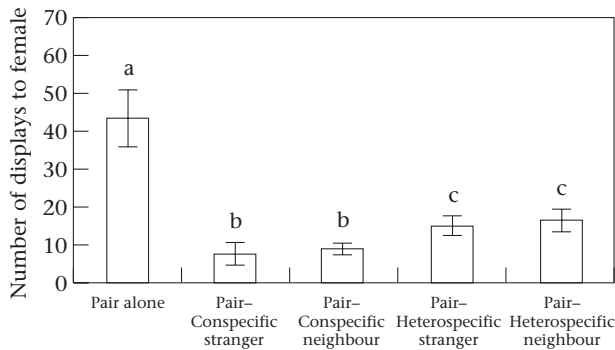 Number of displays to female
70
60
50
40
30
20
10
0
a
b
b
c
c
Pair alone
Pair–
Conspecific
stranger
Pair–
Conspecific
neighbour
Pair–
Heterospecific
stranger
Pair–
Heterospecific
neighbour